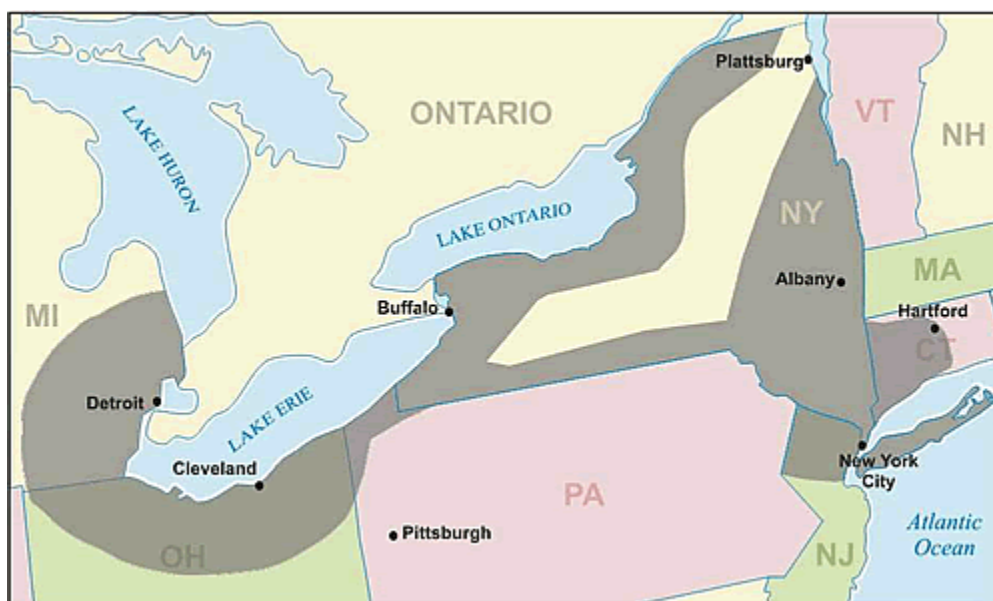 Plattsburg
ONTARIO
VT
NH
LAKE HURON
LAKE ONTARIO
NY
MA
Albany
Buffalo
Hartford
MI
CT
Detroit
LAKE ERIE
Cleveland
New York
City
PA
Pittsburgh
Atlantic
Ocean
OH
NJ